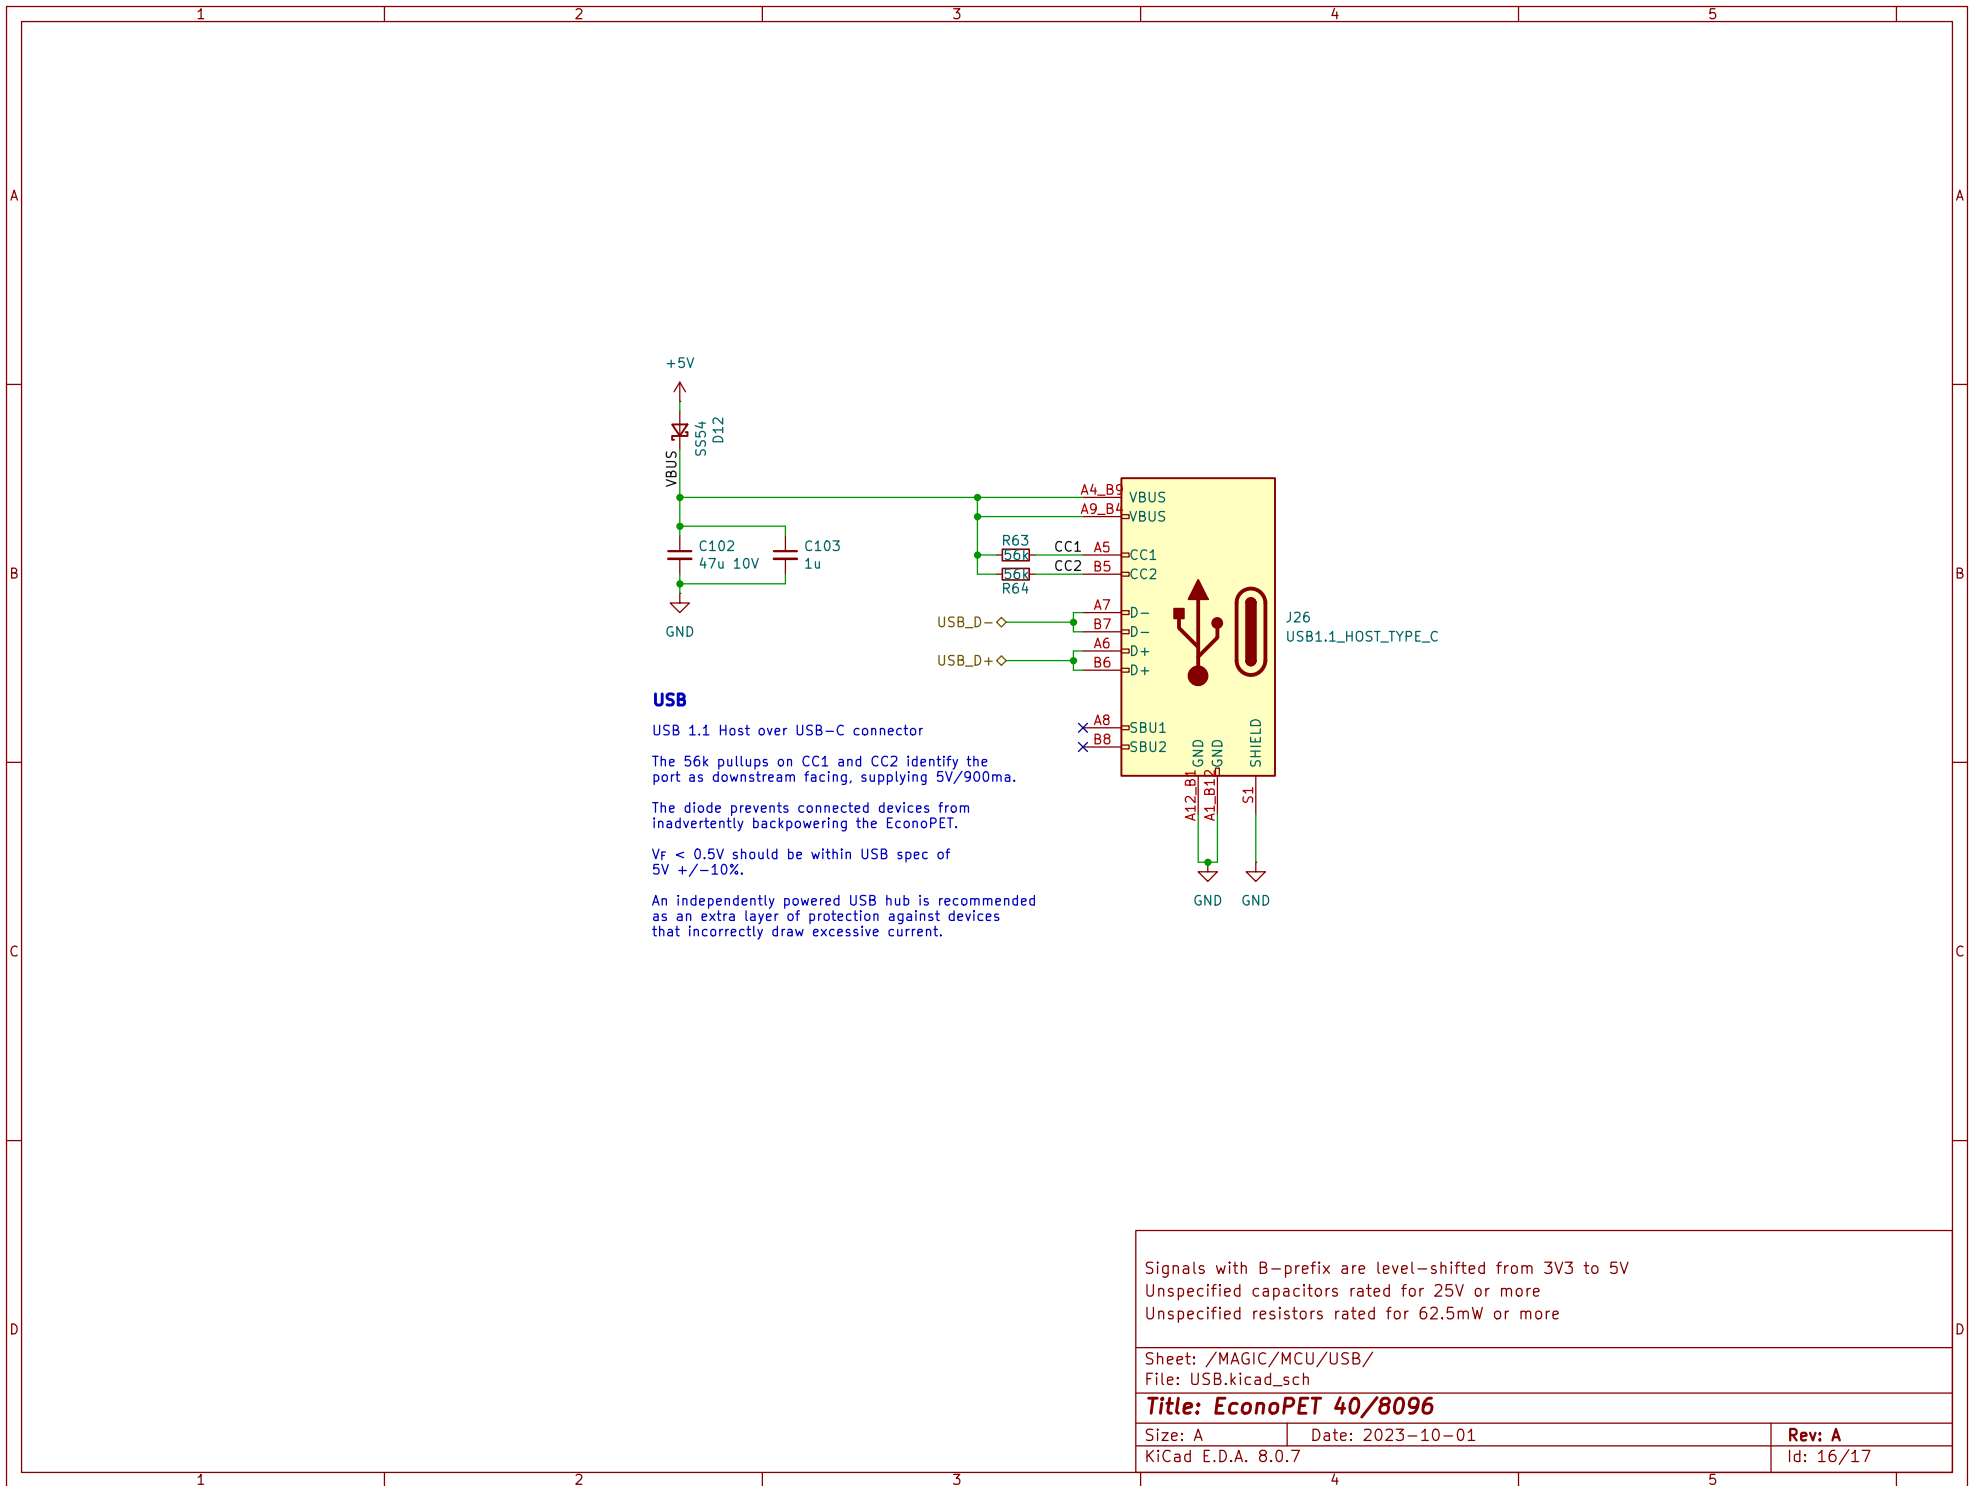 1 2 3 4 5
A A
+5V
SS54
D12
VBUS
A4_B9 VBUS
A9_B4 VBUS
R63
56k CC1 A5 CC1
56k CC2 B5 CC2
R64
C102
47u 10V
C103
1u
B B
GND
A7 D-
USB_D-
B7 D-
A6 D+
USB_D+
B6 D+
J26
USB1.1_HOST_TYPE_C
A8 SBU1
B8 SBU2
GND
GND
SHIELD
A12_B1
A1_B12
S1
GND GND
USB
USB 1.1 Host over USB-C connector
The 56k pullups on CC1 and CC2 identify the
port as downstream facing, supplying 5V/900ma.
The diode prevents connected devices from
inadvertently backpowering the EconoPET.
VF < 0.5V should be within USB spec of
5V +/-10%.
An independently powered USB hub is recommended
as an extra layer of protection against devices
that incorrectly draw excessive current.
C C
Signals with B-prefix are level-shifted from 3V3 to 5V
Unspecified capacitors rated for 25V or more
Unspecified resistors rated for 62.5mW or more
D D
Sheet: /MAGIC/MCU/USB/
File: USB.kicad_sch
Title: EconoPET 40/8096
Size: A Date: 2023-10-01 Rev: A
KiCad E.D.A. 8.0.7 Id: 16/17
1 2 3 4 5